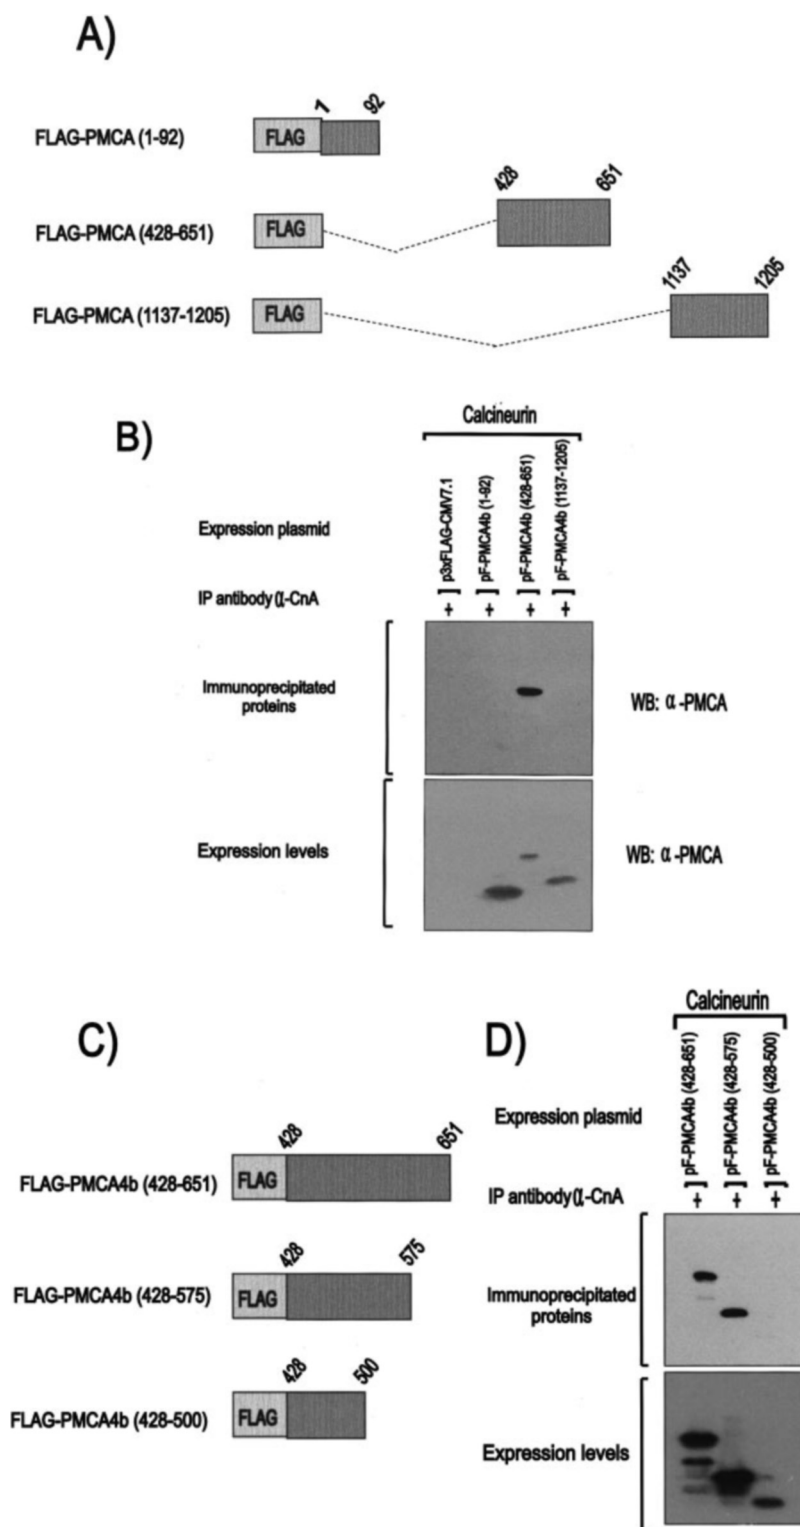 A)
1 92
FLAG-PMCA (1-92) FLAG
428 651
FLAG-PMCA (428-651) FLAG
1137 1205
FLAG-PMCA (1137-1205) FLAG
B)
Calcineurin
Expression plasmid
p3xFLAG-CMV7.1
pF-PMCA4b (1-92)
pF-PMCA4b (428-651)
pF-PMCA4b (1137-1205)
IP antibody (α-CnA
+ ] + ] + ] + ]
Immunoprecipitated
proteins
WB: α-PMCA
Expression levels
WB: α-PMCA
C)
428 651
FLAG-PMCA4b (428-651) FLAG
428 575
FLAG-PMCA4b (428-575) FLAG
428 500
FLAG-PMCA4b (428-500) FLAG
D)
Calcineurin
Expression plasmid
pF-PMCA4b (428-651)
pF-PMCA4b (428-575)
pF-PMCA4b (428-500)
IP antibody (α-CnA
+ ] + ] + ]
Immunoprecipitated
proteins
Expression levels